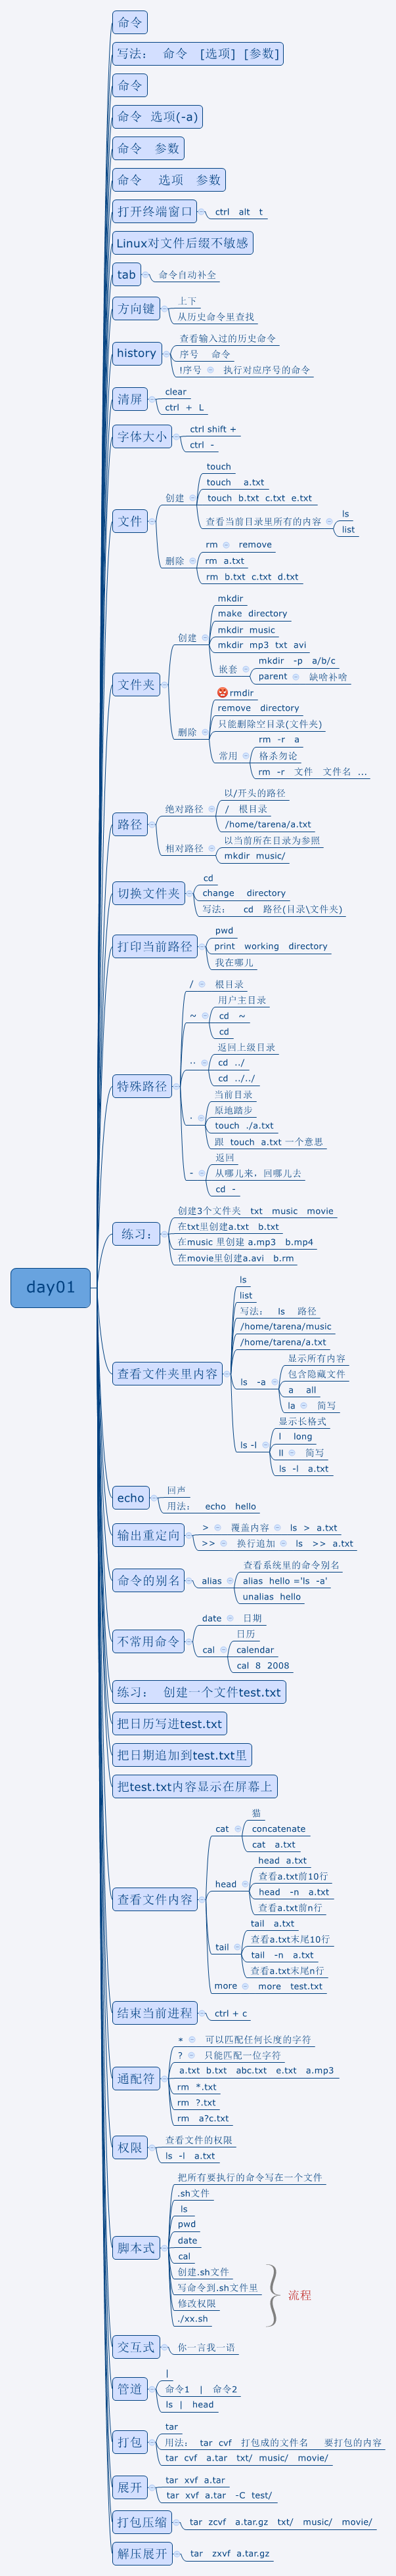 day01
命令
写法： 命令 [选项] [参数]
命令
命令 选项(-a)
命令 参数
命令 选项 参数
打开终端窗口
ctrl alt t
Linux对文件后缀不敏感
tab
命令自动补全
方向键
上下
从历史命令里查找
history
查看输入过的历史命令
序号 命令
!序号 执行对应序号的命令
清屏
clear
ctrl + L
字体大小
ctrl shift +
ctrl -
文件
创建
touch
touch a.txt
touch b.txt c.txt e.txt
查看当前目录里所有的内容
ls
list
删除
rm remove
rm a.txt
rm b.txt c.txt d.txt
文件夹
创建
mkdir
make directory
mkdir music
mkdir mp3 txt avi
嵌套
mkdir -p a/b/c
parent 缺啥补啥
删除
rmdir
remove directory
只能删除空目录(文件夹)
常用
rm -r a
格杀勿论
rm -r 文件 文件名 ...
路径
绝对路径
以/开头的路径
/ 根目录
/home/tarena/a.txt
相对路径
以当前所在目录为参照
mkdir music/
切换文件夹
cd
change directory
写法： cd 路径(目录\文件夹)
打印当前路径
pwd
print working directory
我在哪儿
特殊路径
/ 根目录
~
用户主目录
cd ~
cd
..
返回上级目录
cd ../
cd ../../
.
当前目录
原地踏步
touch ./a.txt
跟 touch a.txt 一个意思
-
返回
从哪儿来，回哪儿去
cd -
练习：
创建3个文件夹 txt music movie
在txt里创建a.txt b.txt
在music 里创建 a.mp3 b.mp4
在movie里创建a.avi b.rm
查看文件夹里内容
ls
list
写法： ls 路径
/home/tarena/music
/home/tarena/a.txt
ls -a
显示所有内容
包含隐藏文件
a all
la 简写
ls -l
显示长格式
l long
ll 简写
ls -l a.txt
echo
回声
用法： echo hello
输出重定向
> 覆盖内容 ls > a.txt
>> 换行追加 ls >> a.txt
命令的别名
alias
查看系统里的命令别名
alias hello ='ls -a'
unalias hello
不常用命令
date 日期
cal
日历
calendar
cal 8 2008
练习： 创建一个文件test.txt
把日历写进test.txt
把日期追加到test.txt里
把test.txt内容显示在屏幕上
查看文件内容
cat
猫
concatenate
cat a.txt
head
head a.txt
查看a.txt前10行
head -n a.txt
查看a.txt前n行
tail
tail a.txt
查看a.txt末尾10行
tail -n a.txt
查看a.txt末尾n行
more more test.txt
结束当前进程
ctrl + c
通配符
* 可以匹配任何长度的字符
? 只能匹配一位字符
a.txt b.txt abc.txt e.txt a.mp3
rm *.txt
rm ?.txt
rm a?c.txt
权限
查看文件的权限
ls -l a.txt
脚本式
把所有要执行的命令写在一个文件
.sh文件
ls
pwd
date
cal
创建.sh文件
写命令到.sh文件里
修改权限
./xx.sh
流程
交互式
你一言我一语
管道
|
命令1 | 命令2
ls | head
打包
tar
用法： tar cvf 打包成的文件名 要打包的内容
tar cvf a.tar txt/ music/ movie/
展开
tar xvf a.tar
tar xvf a.tar -C test/
打包压缩
tar zcvf a.tar.gz txt/ music/ movie/
解压展开
tar zxvf a.tar.gz